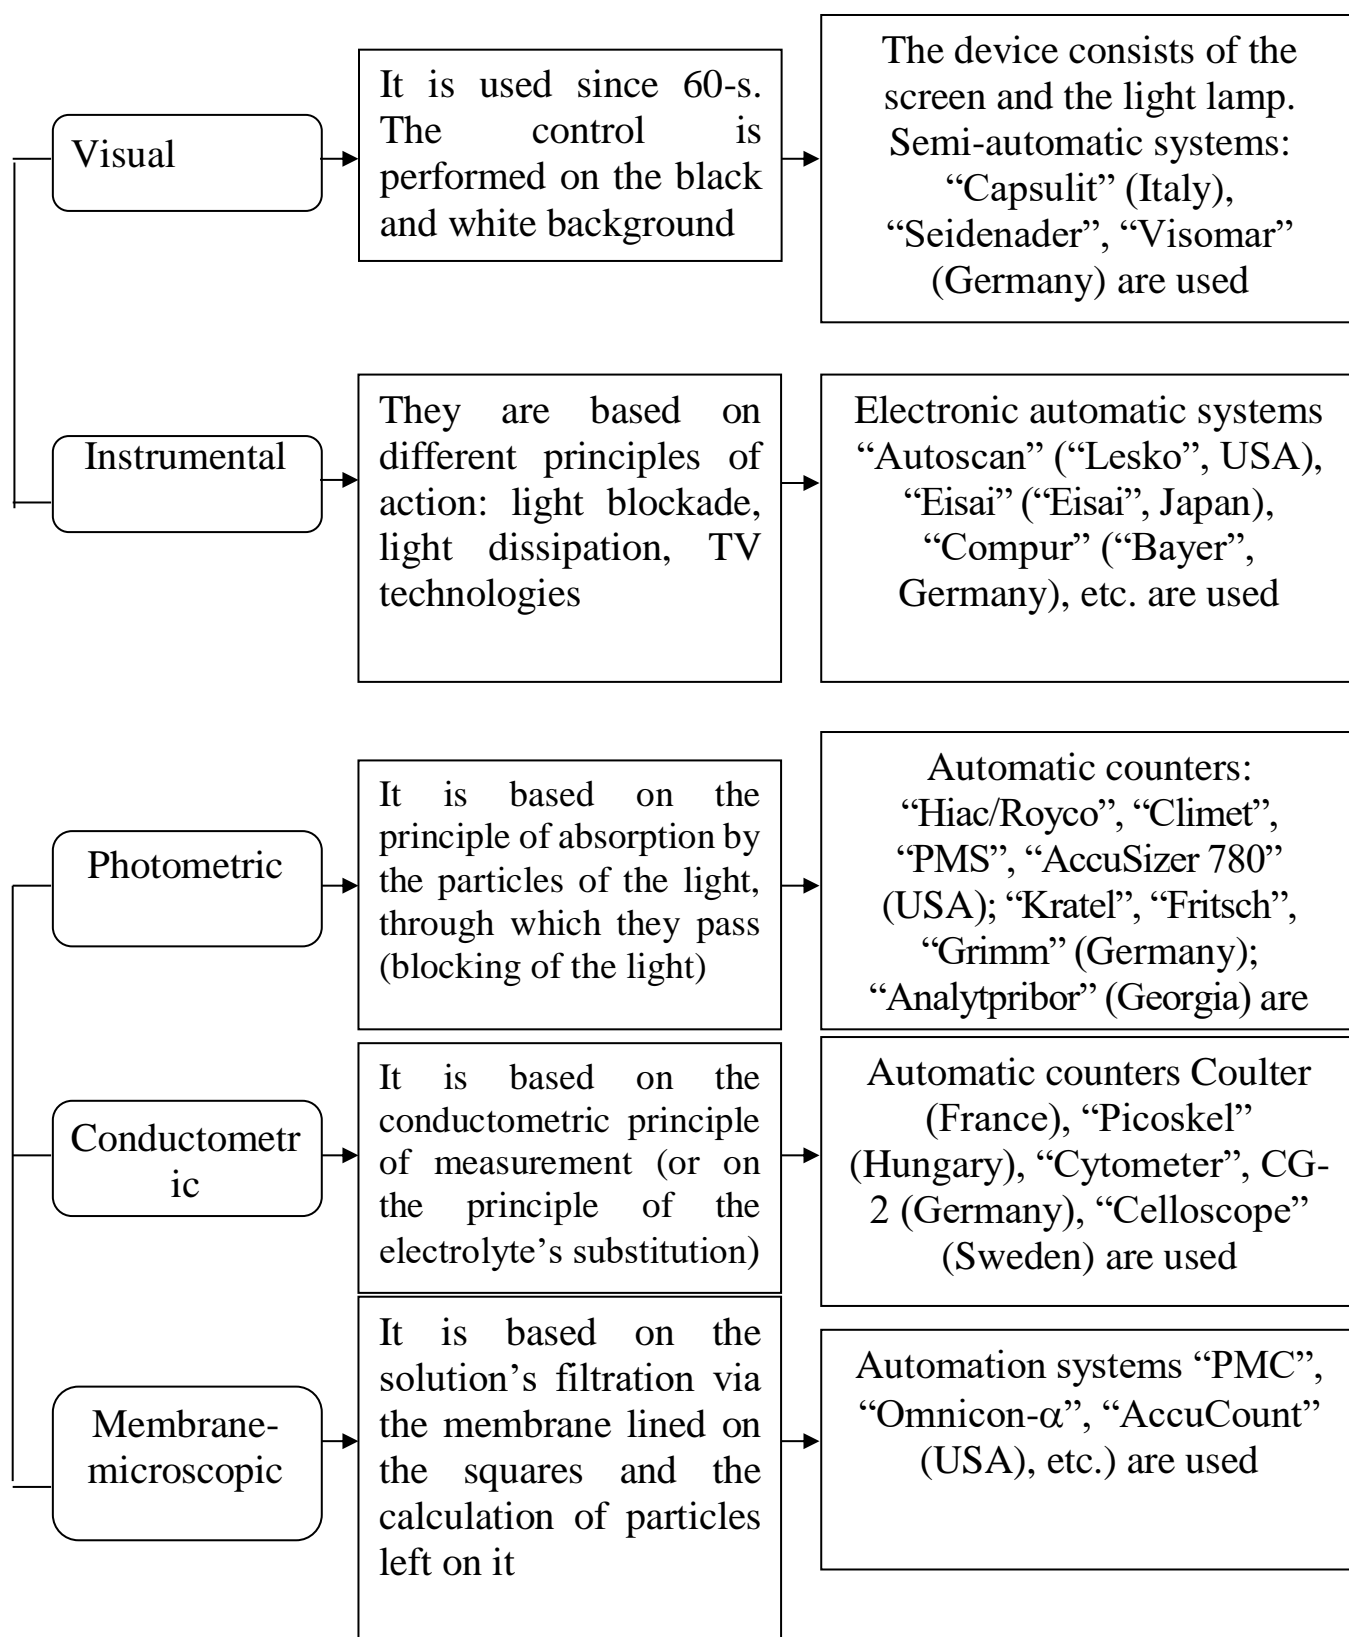 Visual
It is used since 60-s.
The control is
performed on the black
and white background
The device consists of the
screen and the light lamp.
Semi-automatic systems:
“Capsulit” (Italy),
“Seidenader”, “Visomar”
(Germany) are used
Instrumental
They are based on
different principles of
action: light blockade,
light dissipation, TV
technologies
Electronic automatic systems
“Autoscan” (“Lesko”, USA),
“Eisai” (“Eisai”, Japan),
“Compur” (“Bayer”,
Germany), etc. are used
Photometric
It is based on the
principle of absorption by
the particles of the light,
through which they pass
(blocking of the light)
Automatic counters:
“Hiac/Royco”, “Climet”,
“PMS”, “AccuSizer 780”
(USA); “Kratel”, “Fritsch”,
“Grimm” (Germany);
“Analytpribor” (Georgia) are
Conductometr
ic
It is based on the
conductometric principle
of measurement (or on
the principle of the
electrolyte’s substitution)
Automatic counters Coulter
(France), “Picoskel”
(Hungary), “Cytometer”, CG-
2 (Germany), “Celloscope”
(Sweden) are used
Membrane-
microscopic
It is based on the
solution’s filtration via
the membrane lined on
the squares and the
calculation of particles
left on it
Automation systems “PMC”,
“Omnicon-α”, “AccuCount”
(USA), etc.) are used